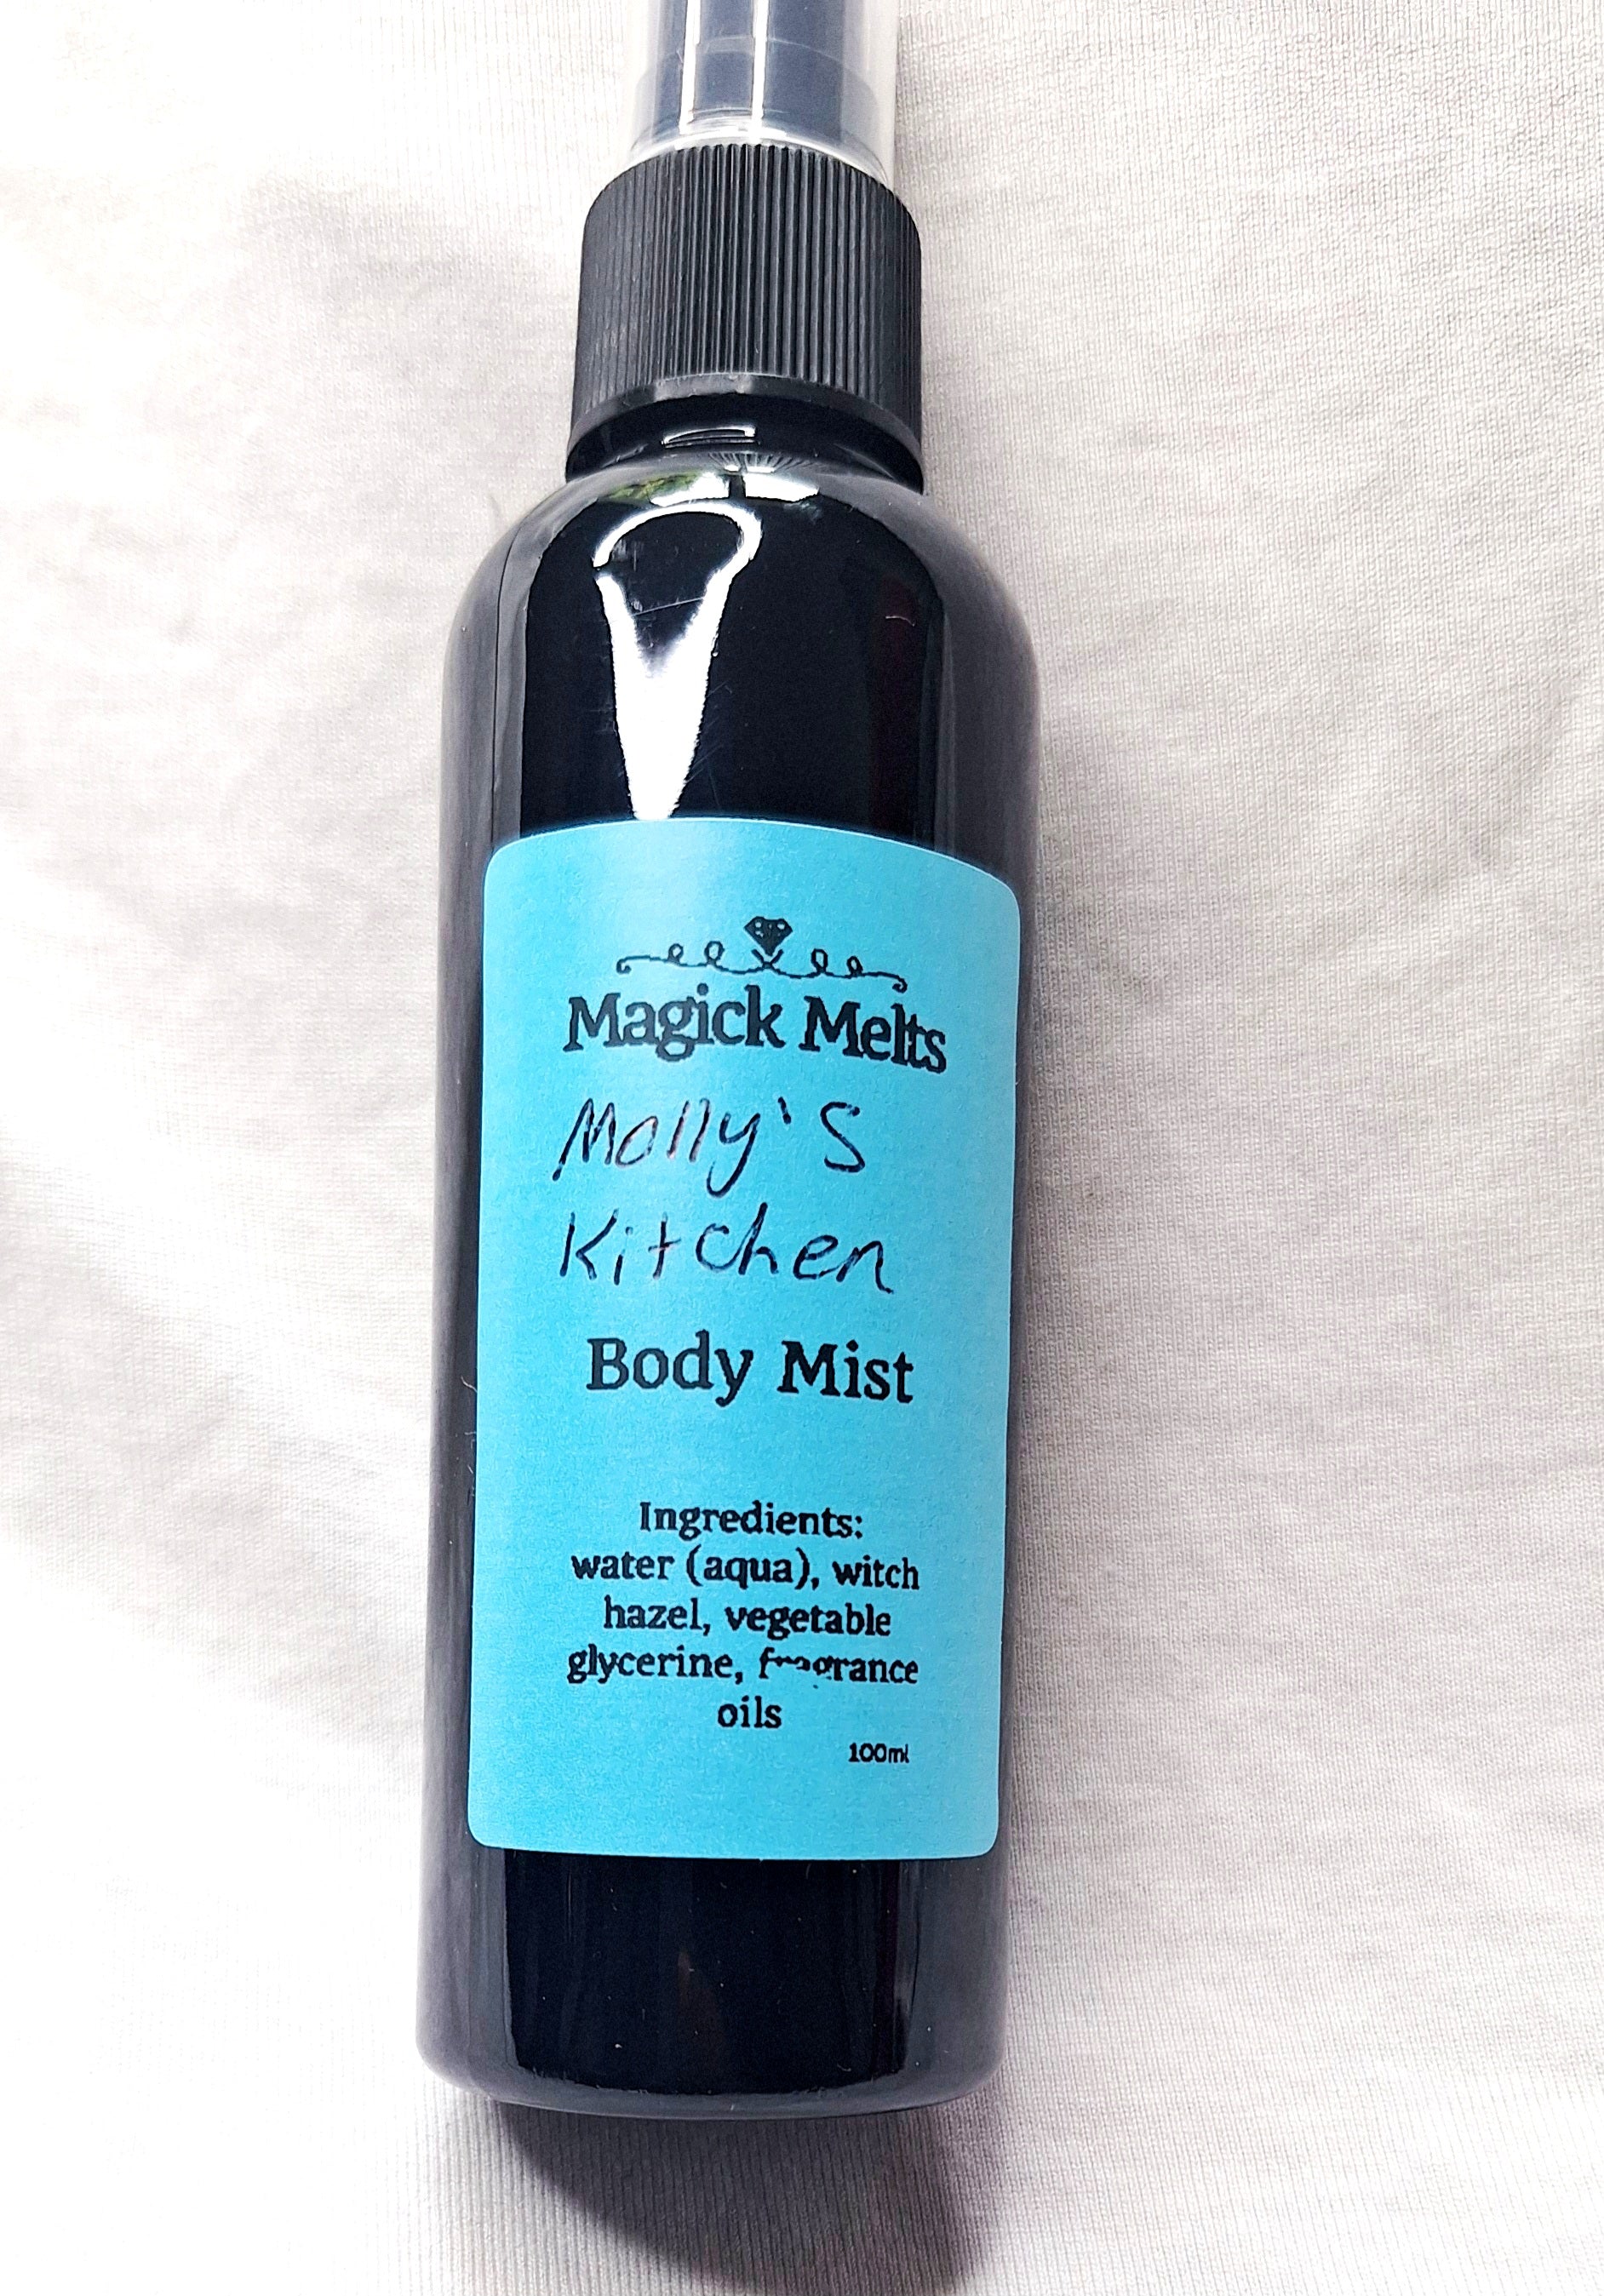 Magick Melts
Molly's
Kitchen
Body Mist
Ingredients:
water (aqua), witch
hazel, vegetable
glycerine, fragrance
oils
100ml